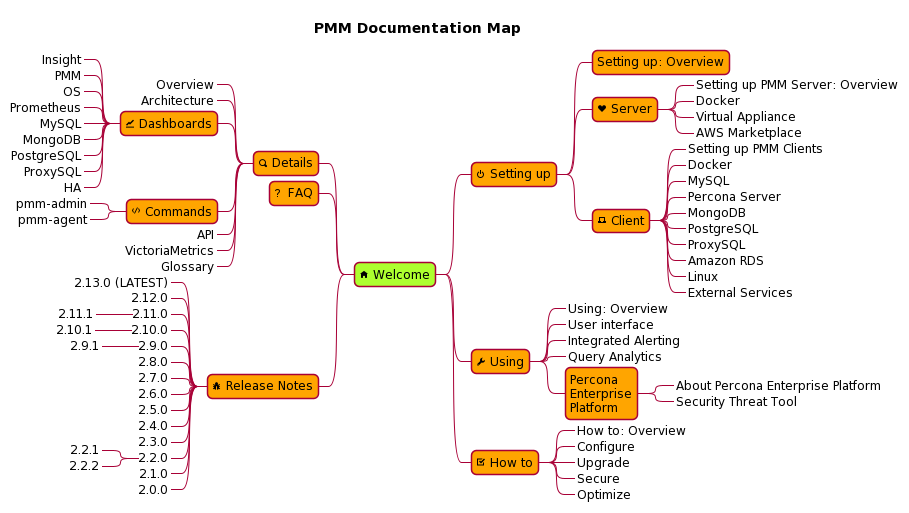 PMM Documentation Map
Insight
PMM
OS
Prometheus
MySQL
MongoDB
PostgreSQL
ProxySQL
HA
pmm-admin
pmm-agent
Overview
Architecture
Dashboards
Commands
API
VictoriaMetrics
Glossary
Details
? FAQ
2.13.0 (LATEST)
2.12.0
2.11.1
2.11.0
2.10.1
2.10.0
2.9.1
2.9.0
2.8.0
2.7.0
2.6.0
2.5.0
2.4.0
2.3.0
2.2.1
2.2.2
2.2.0
2.1.0
2.0.0
Release Notes
Welcome
Setting up
Setting up: Overview
Server
Setting up PMM Server: Overview
Docker
Virtual Appliance
AWS Marketplace
Client
Setting up PMM Clients
Docker
MySQL
Percona Server
MongoDB
PostgreSQL
ProxySQL
Amazon RDS
Linux
External Services
Using
Using: Overview
User interface
Integrated Alerting
Query Analytics
Percona
Enterprise
Platform
About Percona Enterprise Platform
Security Threat Tool
How to
How to: Overview
Configure
Upgrade
Secure
Optimize